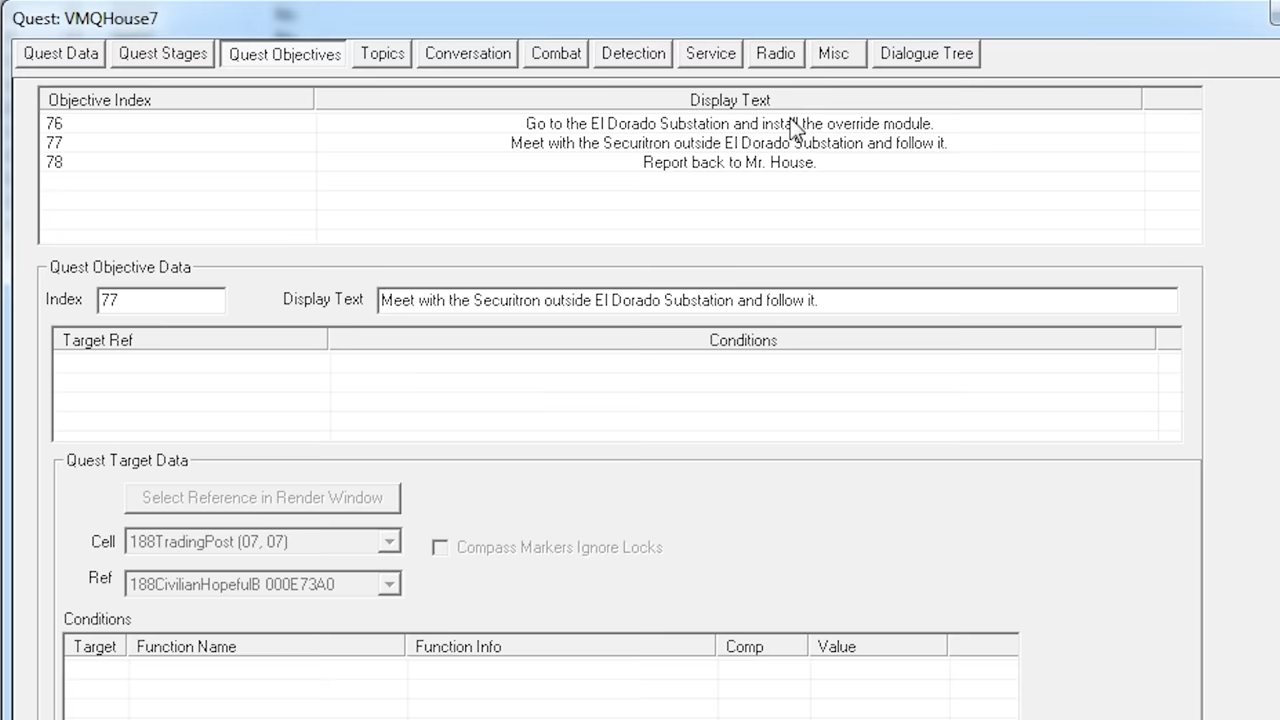 Quest: VMQHouse7
Quest Data Quest Stages Quest Objectives Topics Conversation Combat Detection Service Radio Misc Dialogue Tree
Objective Index Display Text
76 Go to the El Dorado Substation and install the override module.
77 Meet with the Securitron outside El Dorado Substation and follow it.
78 Report back to Mr. House.
Quest Objective Data
Index 77 Display Text Meet with the Securitron outside El Dorado Substation and follow it.
Target Ref Conditions
Quest Target Data
Select Reference in Render Window
Cell 188TradingPost (07, 07) Compass Markers Ignore Locks
Ref 188CivilianHopefulB 000E73A0
Conditions
Target Function Name Function Info Comp Value